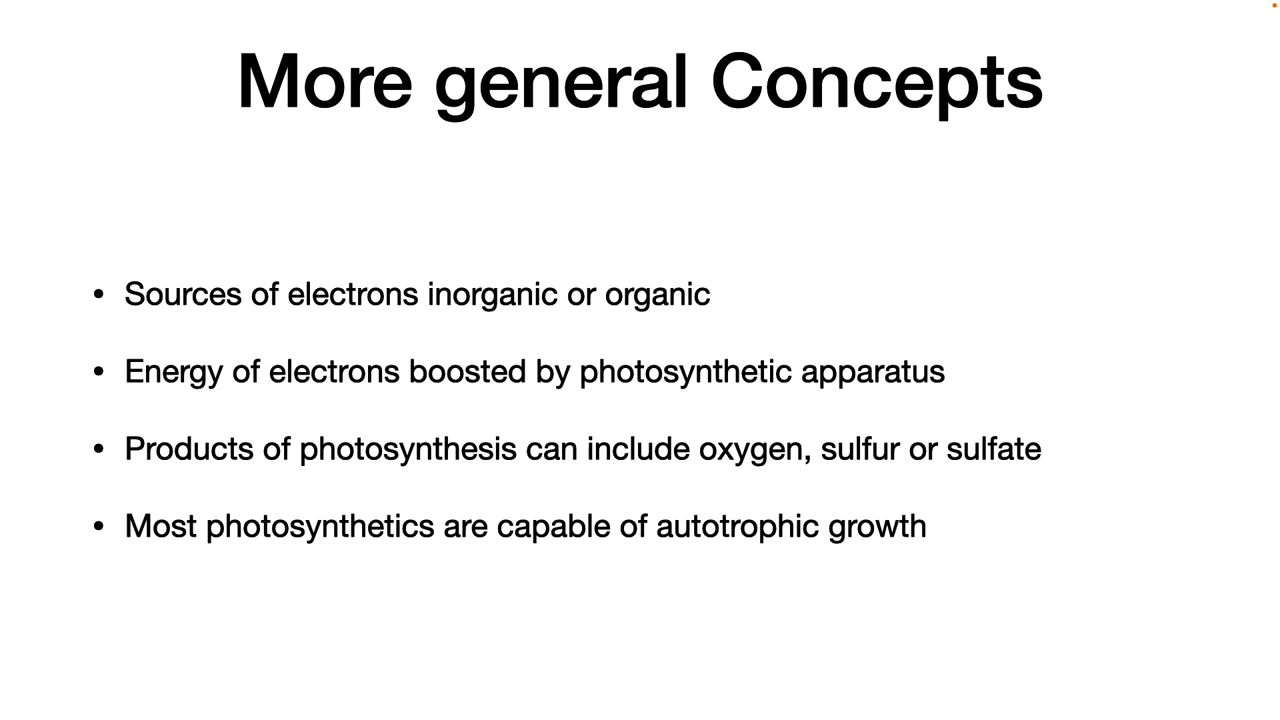 More general Concepts
• Sources of electrons inorganic or organic
• Energy of electrons boosted by photosynthetic apparatus
• Products of photosynthesis can include oxygen, sulfur or sulfate
• Most photosynthetics are capable of autotrophic growth